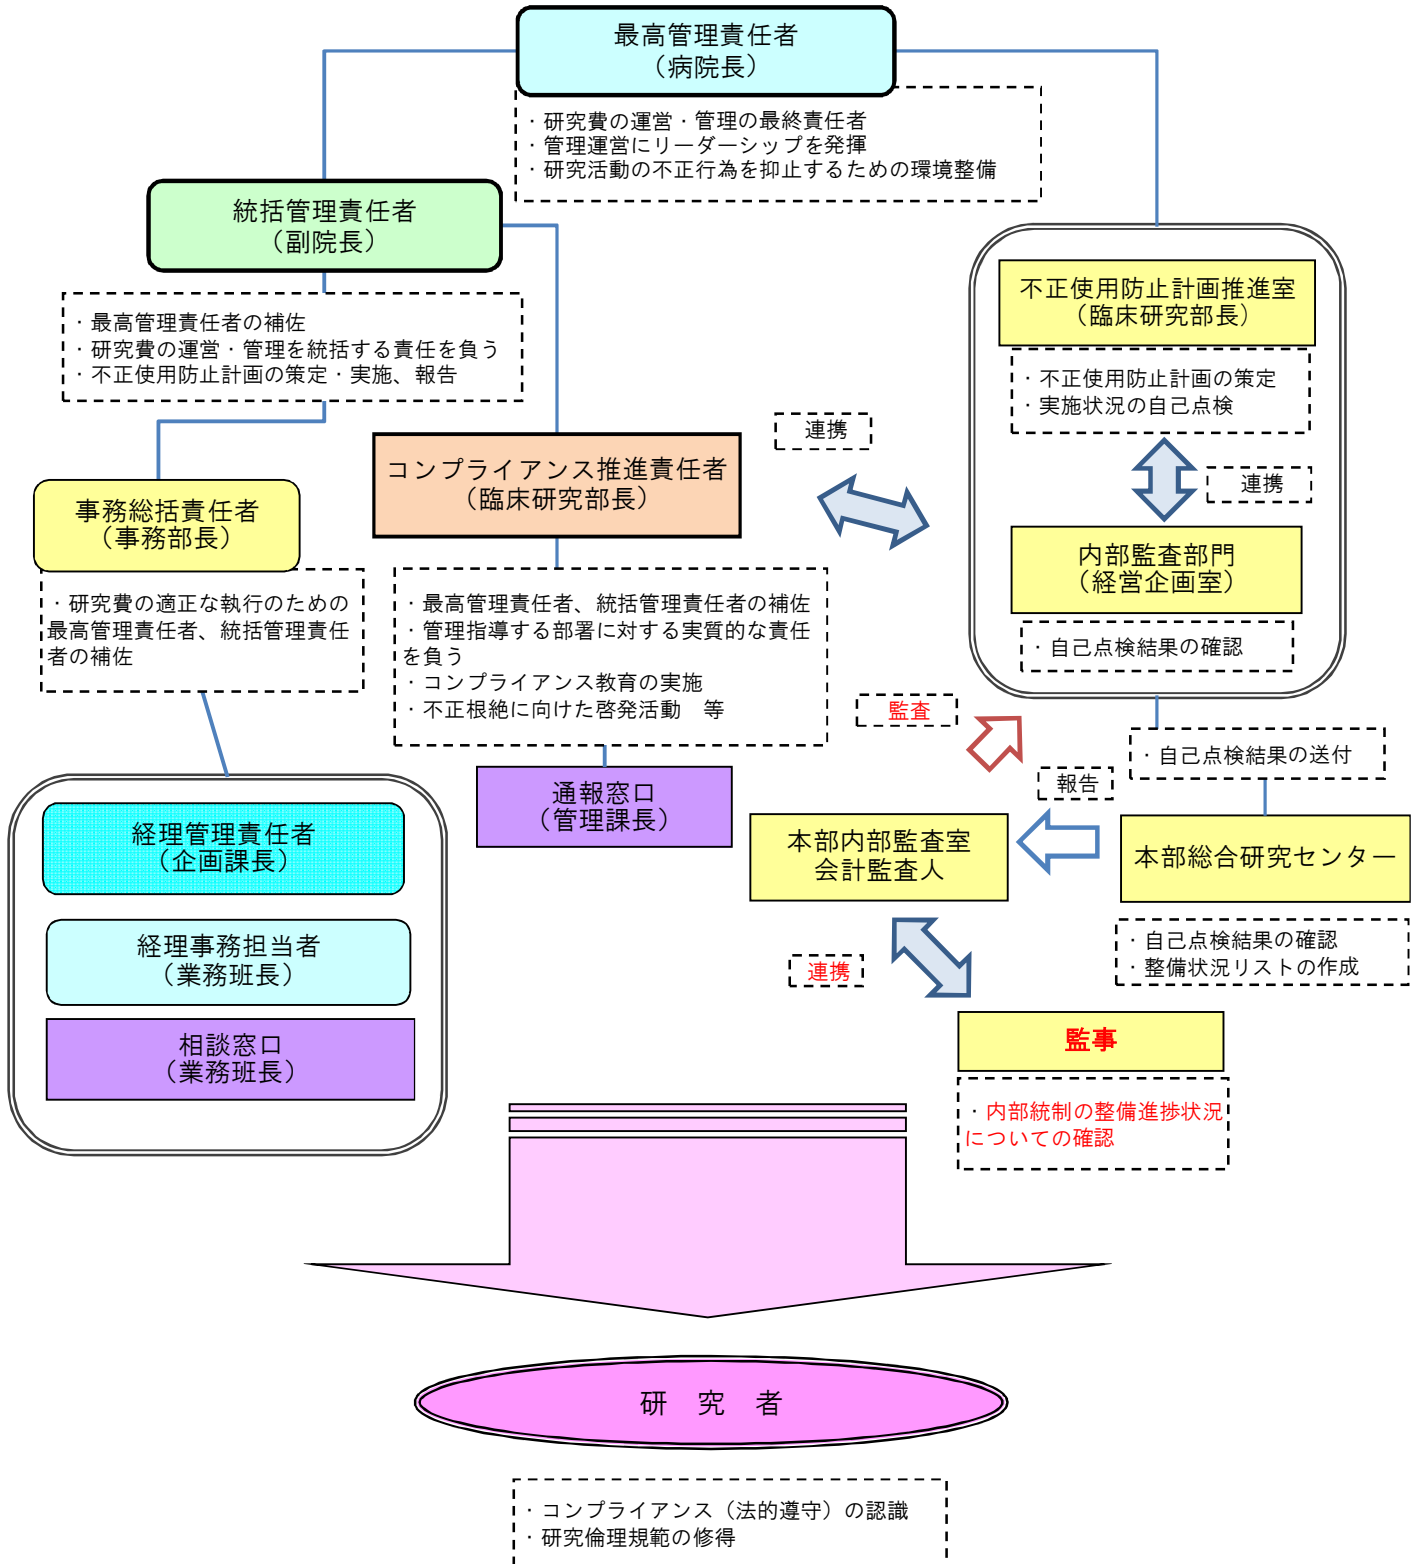 最高管理責任者
（病院長）
・研究費の運営・管理の最終責任者
・管理運営にリーダーシップを発揮
・研究活動の不正行為を抑止するための環境整備
統括管理責任者
（副院長）
・最高管理責任者の補佐
・研究費の運営・管理を統括する責任を負う
・不正使用防止計画の策定・実施、報告
不正使用防止計画推進室
（臨床研究部長）
・不正使用防止計画の策定
・実施状況の自己点検
連携
内部監査部門
（経営企画室）
・自己点検結果の確認
連携
コンプライアンス推進責任者
（臨床研究部長）
・最高管理責任者、統括管理責任者の補佐
・管理指導する部署に対する実質的な責任
を負う
・コンプライアンス教育の実施
・不正根絶に向けた啓発活動　等
事務総括責任者
（事務部長）
・研究費の適正な執行のための
最高管理責任者、統括管理責任
者の補佐
通報窓口
（管理課長）
経理管理責任者
（企画課長）
経理事務担当者
（業務班長）
相談窓口
（業務班長）
監査
・自己点検結果の送付
報告
本部内部監査室
会計監査人
本部総合研究センター
・自己点検結果の確認
・整備状況リストの作成
連携
監事
・内部統制の整備進捗状況
についての確認
研　究　者
・コンプライアンス（法的遵守）の認識
・研究倫理規範の修得